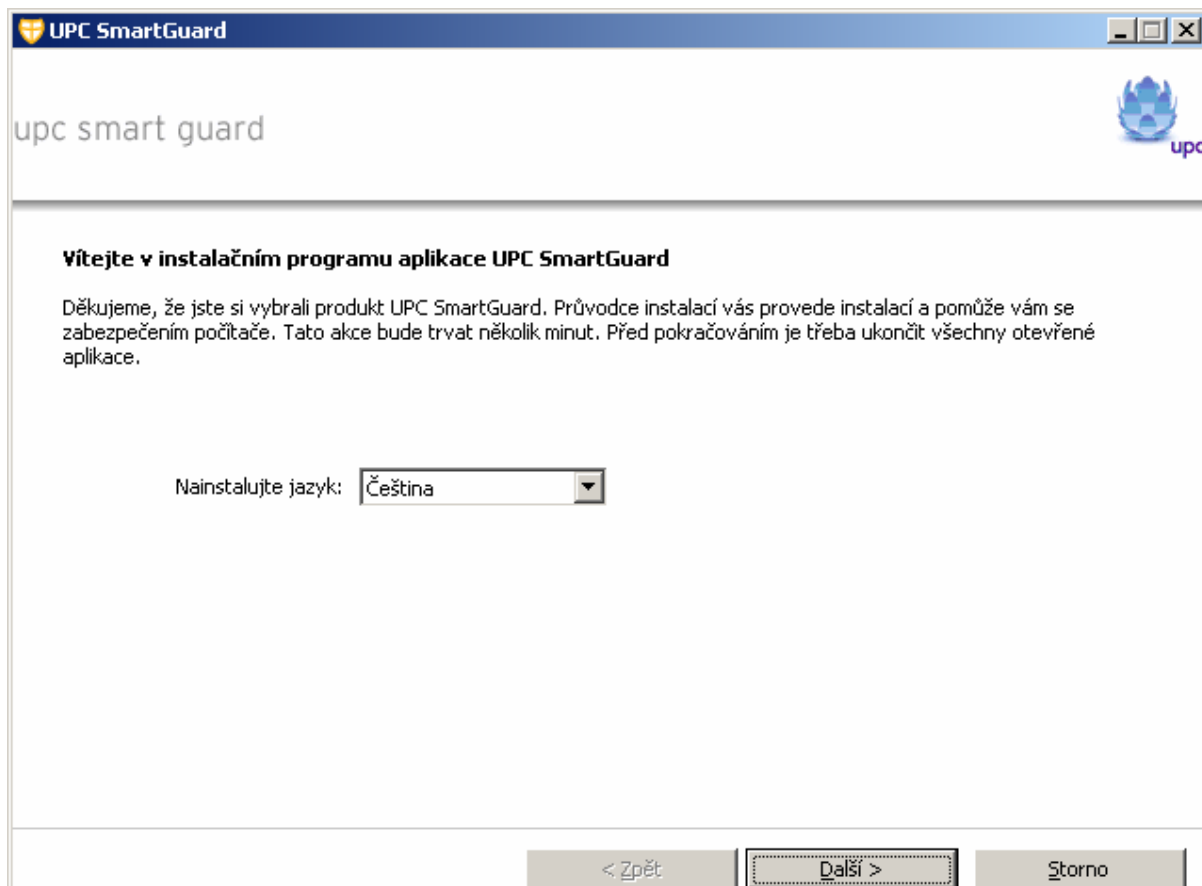 UPC SmartGuard
upc smart guard
upc
Vítejte v instalačním programu aplikace UPC SmartGuard
Děkujeme, že jste si vybrali produkt UPC SmartGuard. Průvodce instalací vás provede instalací a pomůže vám se
zabezpečením počítače. Tato akce bude trvat několik minut. Před pokračováním je třeba ukončit všechny otevřené
aplikace.
Nainstalujte jazyk: Čeština
< Zpět Další > Storno